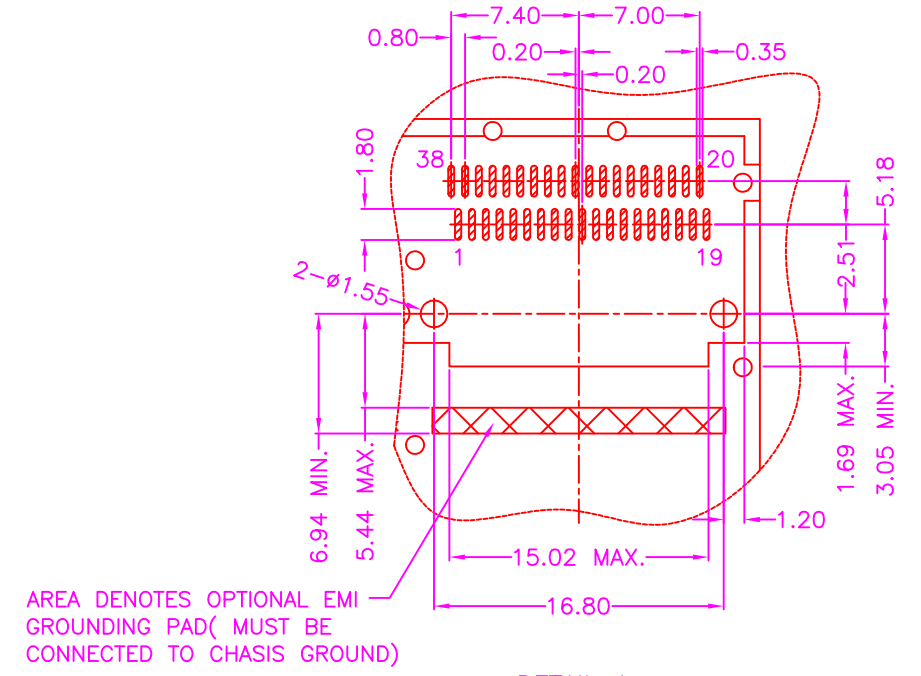 7.40
7.00
0.80
0.20
0.35
0.20
1.80
38
20
5.18
1
19
2.51
2-ø1.55
6.94 MIN.
5.44 MAX.
1.69 MAX.
3.05 MIN.
1.20
15.02 MAX.
16.80
AREA DENOTES OPTIONAL EMI
GROUNDING PAD( MUST BE
CONNECTED TO CHASIS GROUND)